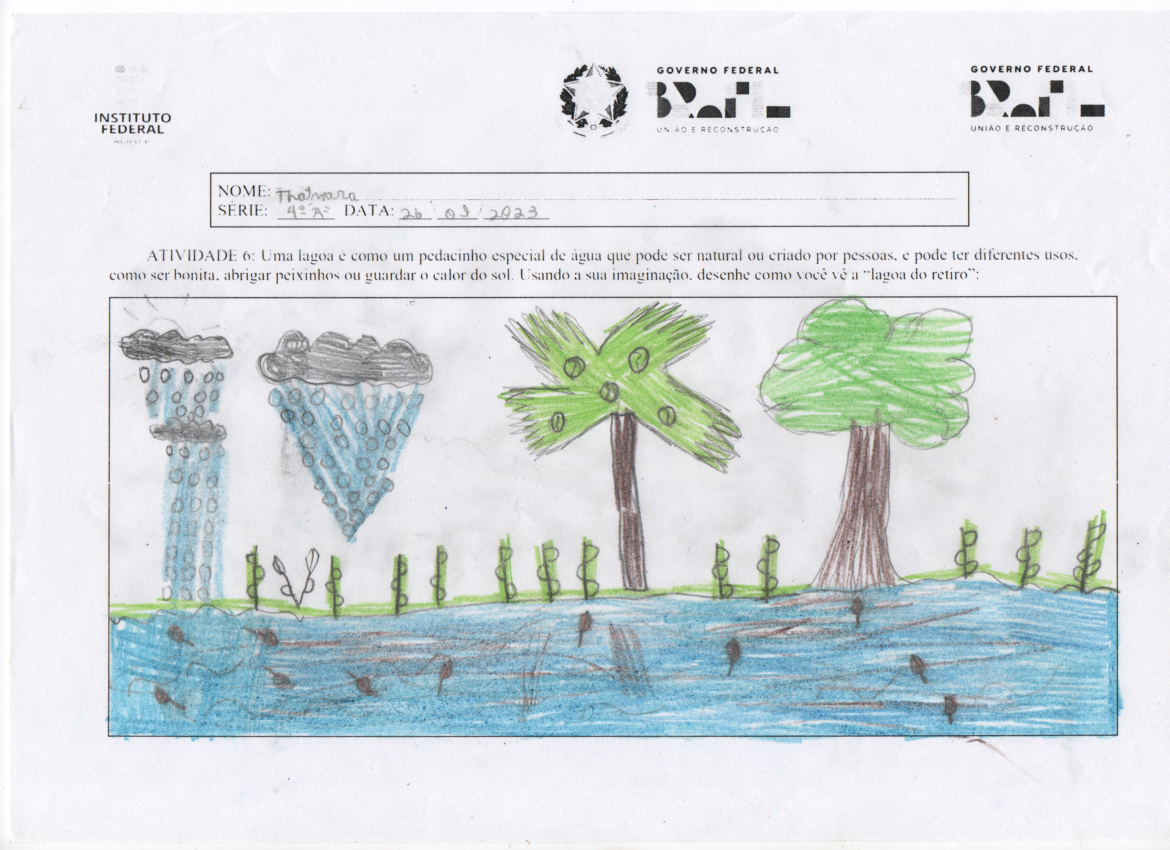 INSTITUTO
FEDERAL
GOVERNO FEDERAL
BRASIL
UNIÃO E RECONSTRUÇÃO
GOVERNO FEDERAL
BRASIL
UNIÃO E RECONSTRUÇÃO
NOME:
SÉRIE: 4º "A" DATA: 26 2023
ATIVIDADE 6: Uma lagoa é como um pedacinho especial de água que pode ser natural ou criado por pessoas, e pode ter diferentes usos,
como ser bonita, abrigar peixinhos ou guardar o calor do sol. Usando a sua imaginação, desenhe como você vê a “lagoa do retiro”: